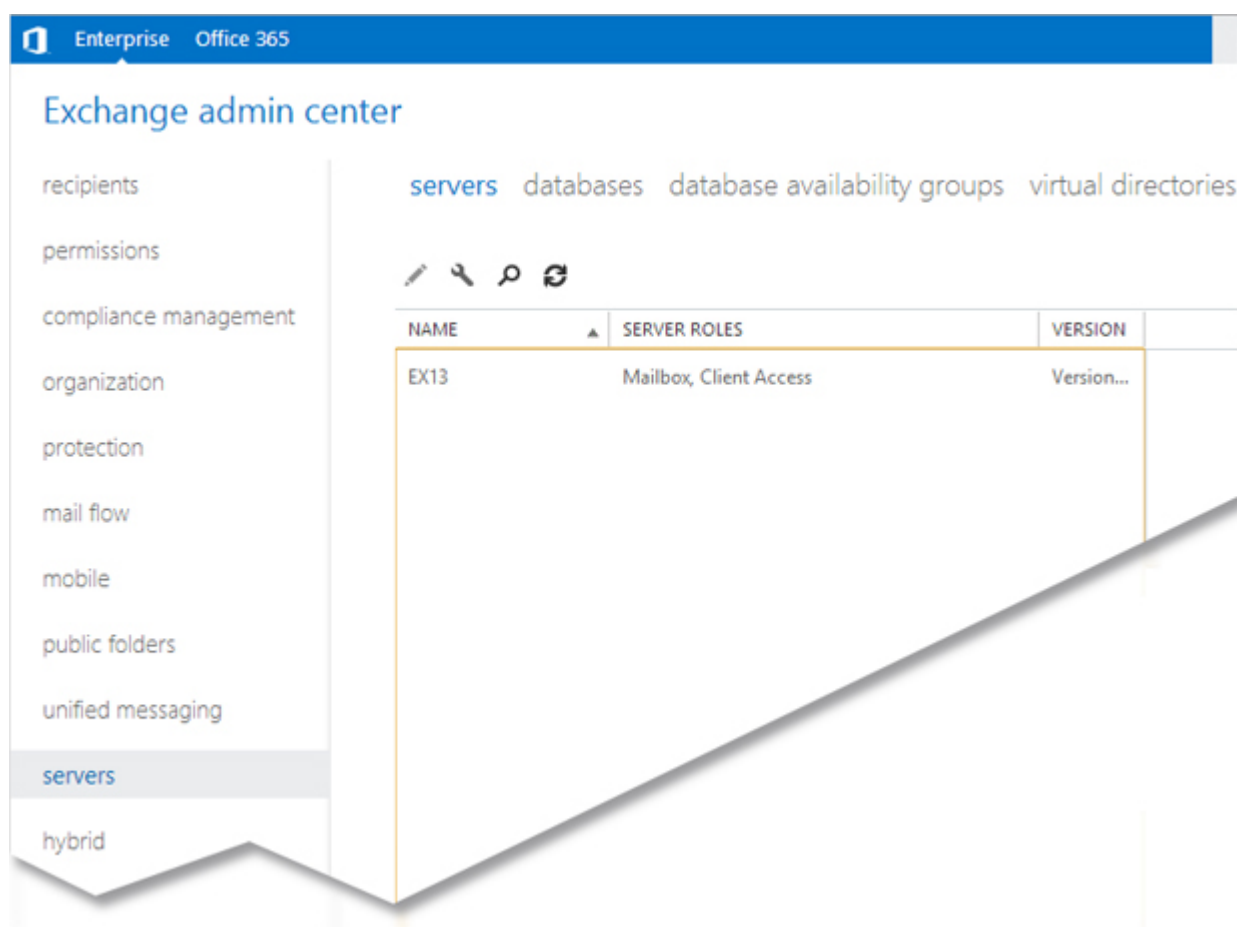 Enterprise Office 365
Exchange admin center
recipients
permissions
compliance management
organization
protection
mail flow
mobile
public folders
unified messaging
servers
hybrid
servers databases database availability groups virtual directories
NAME SERVER ROLES VERSION
EX13 Mailbox, Client Access Version...